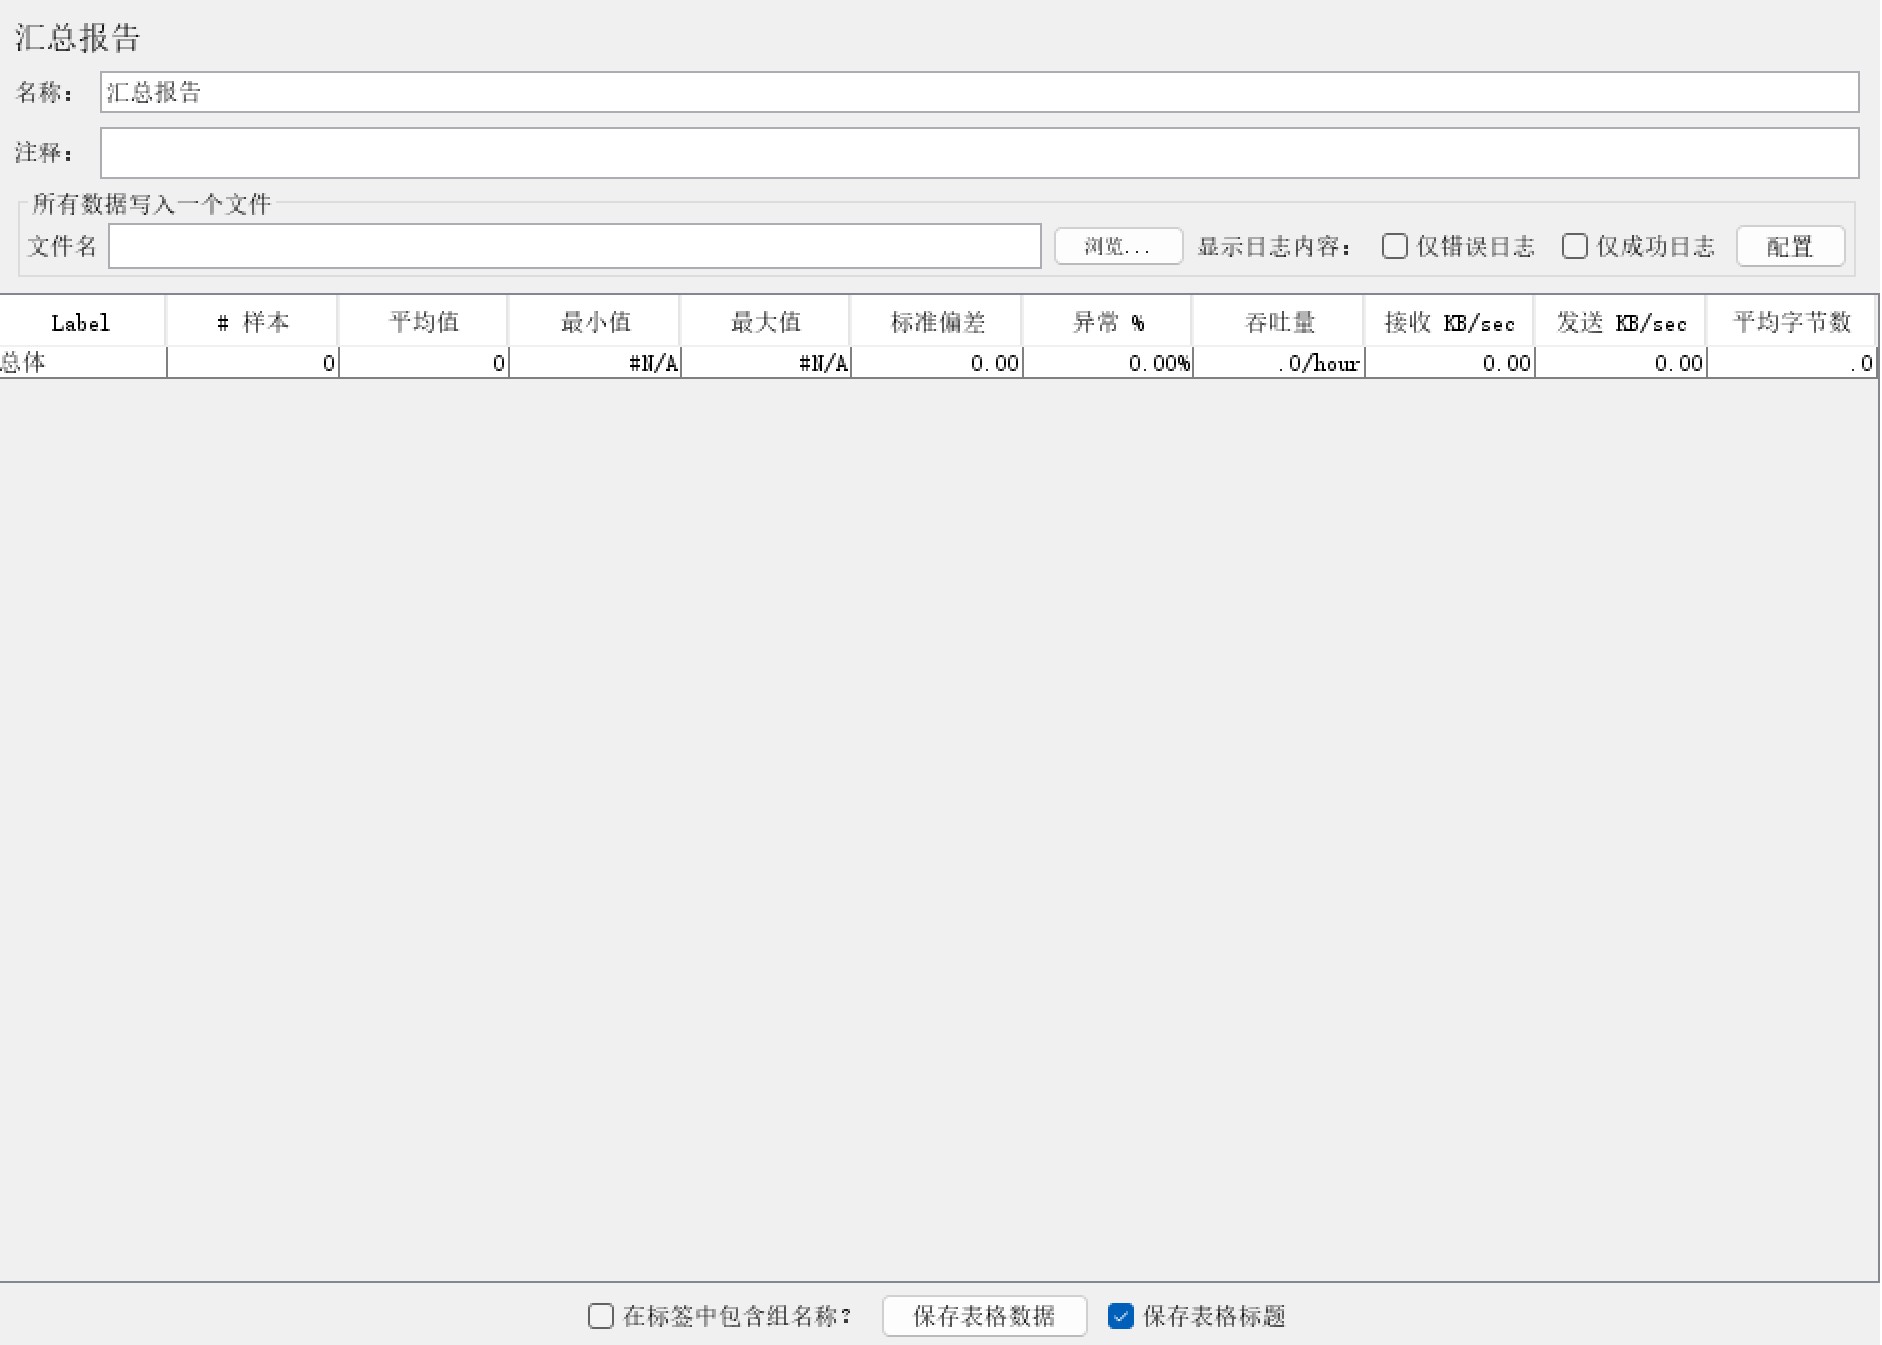 汇总报告
名称： 汇总报告
注释：
所有数据写入一个文件
文件名 浏览... 显示日志内容： 仅错误日志 仅成功日志 配置
Label # 样本 平均值 最小值 最大值 标准偏差 异常 % 吞吐量 接收 KB/sec 发送 KB/sec 平均字节数
总体 0 0 #N/A #N/A 0.00 0.00% .0/hour 0.00 0.00 .0
在标签中包含组名称? 保存表格数据 保存表格标题